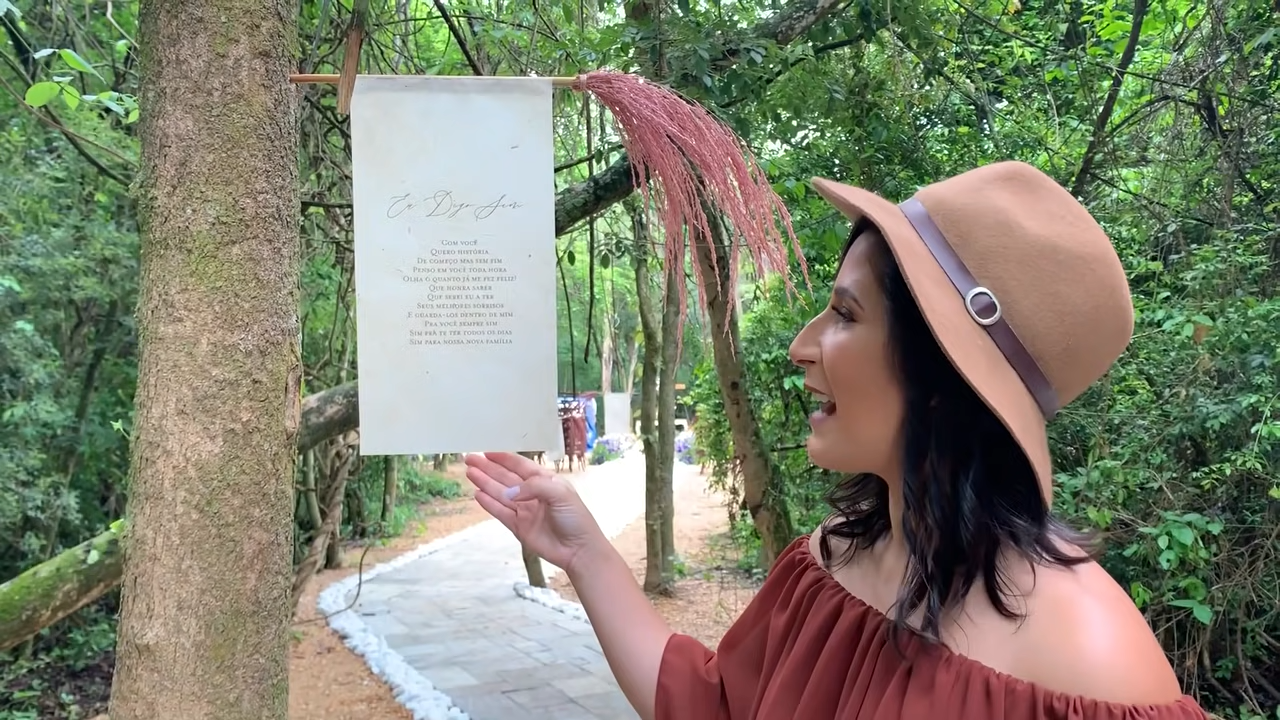 Eu Digo Sim
COM VOCÊ
QUERO HISTÓRIA
DE COMEÇO MAS SEM FIM
PENSO EM VOCÊ TODA HORA
OLHA O QUANTO JÁ ME FEZ FELIZ!
QUE HONRA SABER
QUE SEREI EU A VER
SEUS MELHORES SORRISOS
E GUARDÁ-LOS DENTRO DE MIM
PRA VOCÊ SEMPRE SIM
SIM PRA TE TER TODOS OS DIAS
SIM PARA NOSSA NOVA FAMÍLIA